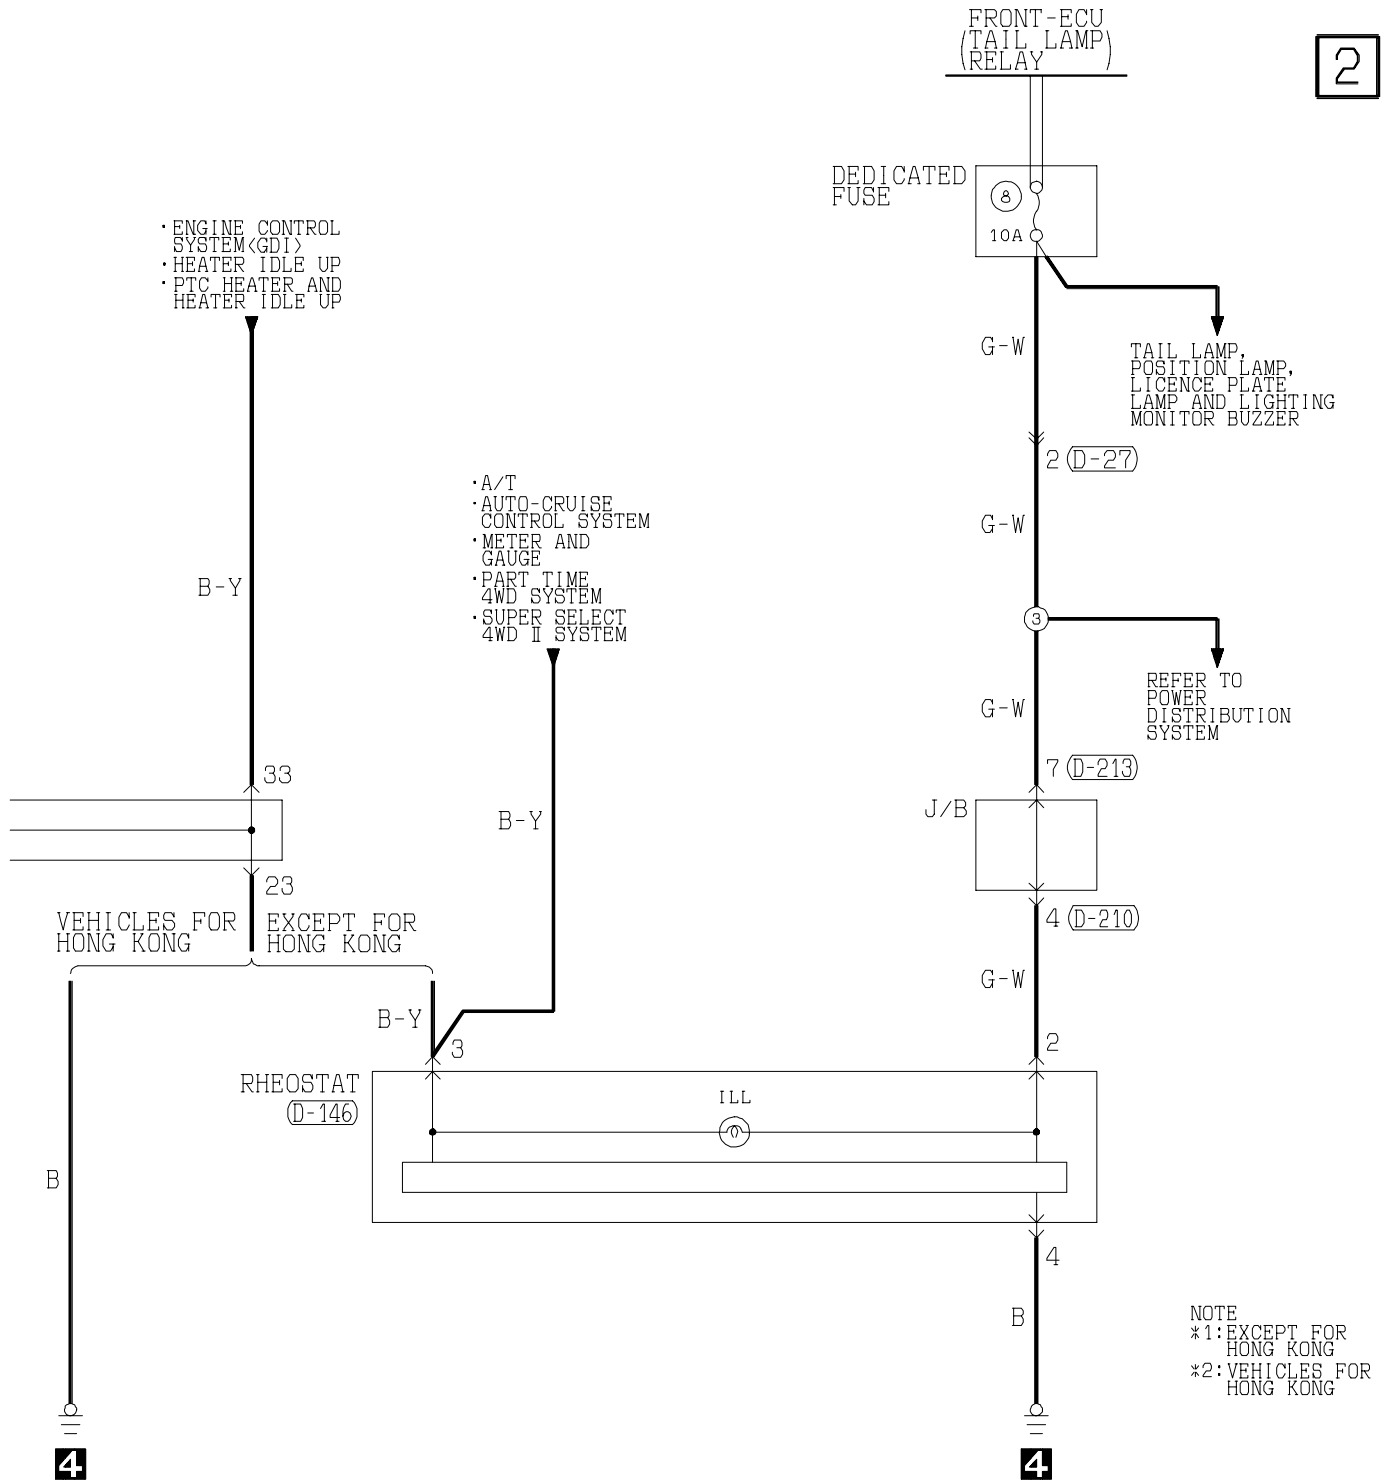 FRONT-ECU
(TAIL LAMP)
RELAY
2
DEDICATED
FUSE
8
10A
·ENGINE CONTROL
SYSTEM<GDI>
·HEATER IDLE UP
·PTC HEATER AND
HEATER IDLE UP
G-W
TAIL LAMP,
POSITION LAMP,
LICENCE PLATE
LAMP AND LIGHTING
MONITOR BUZZER
2 (D-27)
·A/T
·AUTO-CRUISE
CONTROL SYSTEM
·METER AND
GAUGE
·PART TIME
4WD SYSTEM
·SUPER SELECT
4WD Ⅱ SYSTEM
G-W
B-Y
3
REFER TO
POWER
DISTRIBUTION
SYSTEM
G-W
33
7 (D-213)
J/B
B-Y
23
VEHICLES FOR
HONG KONG
EXCEPT FOR
HONG KONG
4 (D-210)
G-W
B-Y
3
2
RHEOSTAT
(D-146)
ILL
B
4
B
NOTE
*1:EXCEPT FOR
HONG KONG
*2:VEHICLES FOR
HONG KONG
4
4